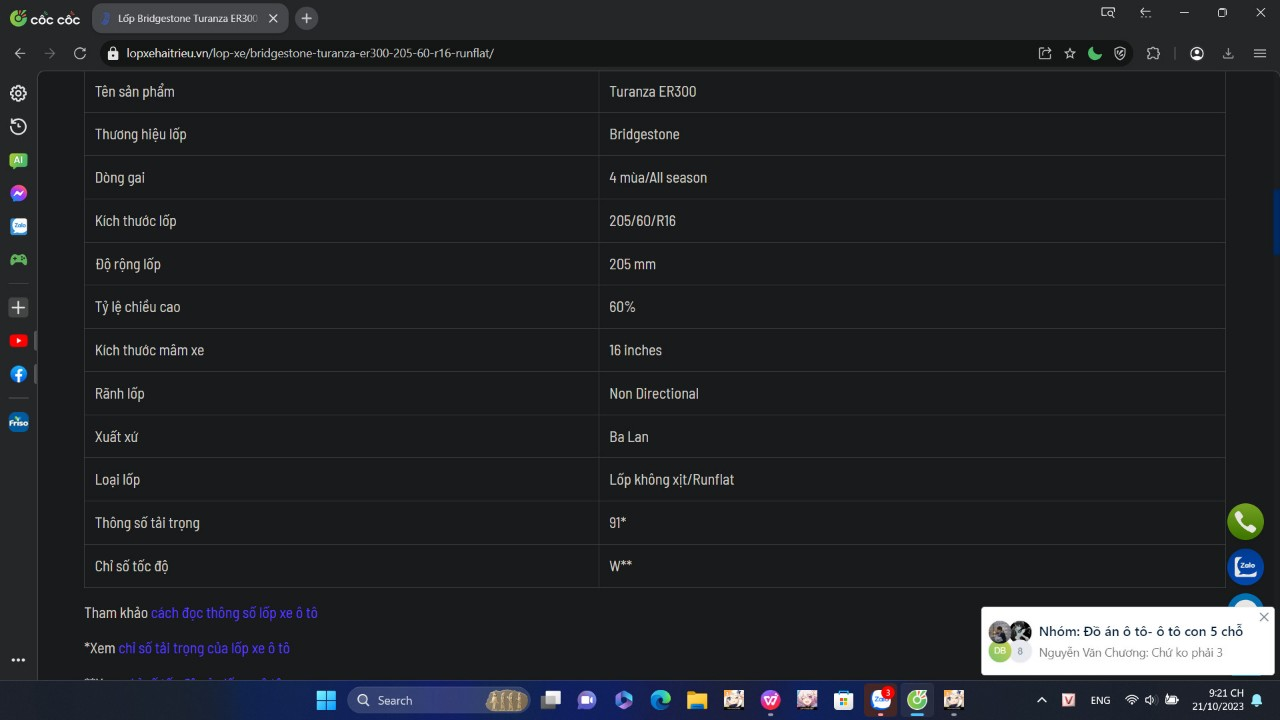 cốc cốc
Lốp Bridgestone Turanza ER300
lopxehaitrieu.vn/lop-xe/bridgestone-turanza-er300-205-60-r16-runflat/
Tên sản phẩm Turanza ER300
Thương hiệu lốp Bridgestone
Dòng gai 4 mùa/All season
Kích thước lốp 205/60/R16
Độ rộng lốp 205 mm
Tỷ lệ chiều cao 60%
Kích thước mâm xe 16 inches
Rãnh lốp Non Directional
Xuất xứ Ba Lan
Loại lốp Lốp không xịt/Runflat
Thông số tải trọng 91*
Chỉ số tốc độ W**
Tham khảo cách đọc thông số lốp xe ô tô
*Xem chỉ số tải trọng của lốp xe ô tô
AI
Zalo
Friso
Zalo
Nhóm: Đồ án ô tô- ô tô con 5 chỗ
DB 8
Nguyễn Văn Chương: Chứ ko phải 3
Search
Zalo 3
V
ENG
9:21 CH
21/10/2023